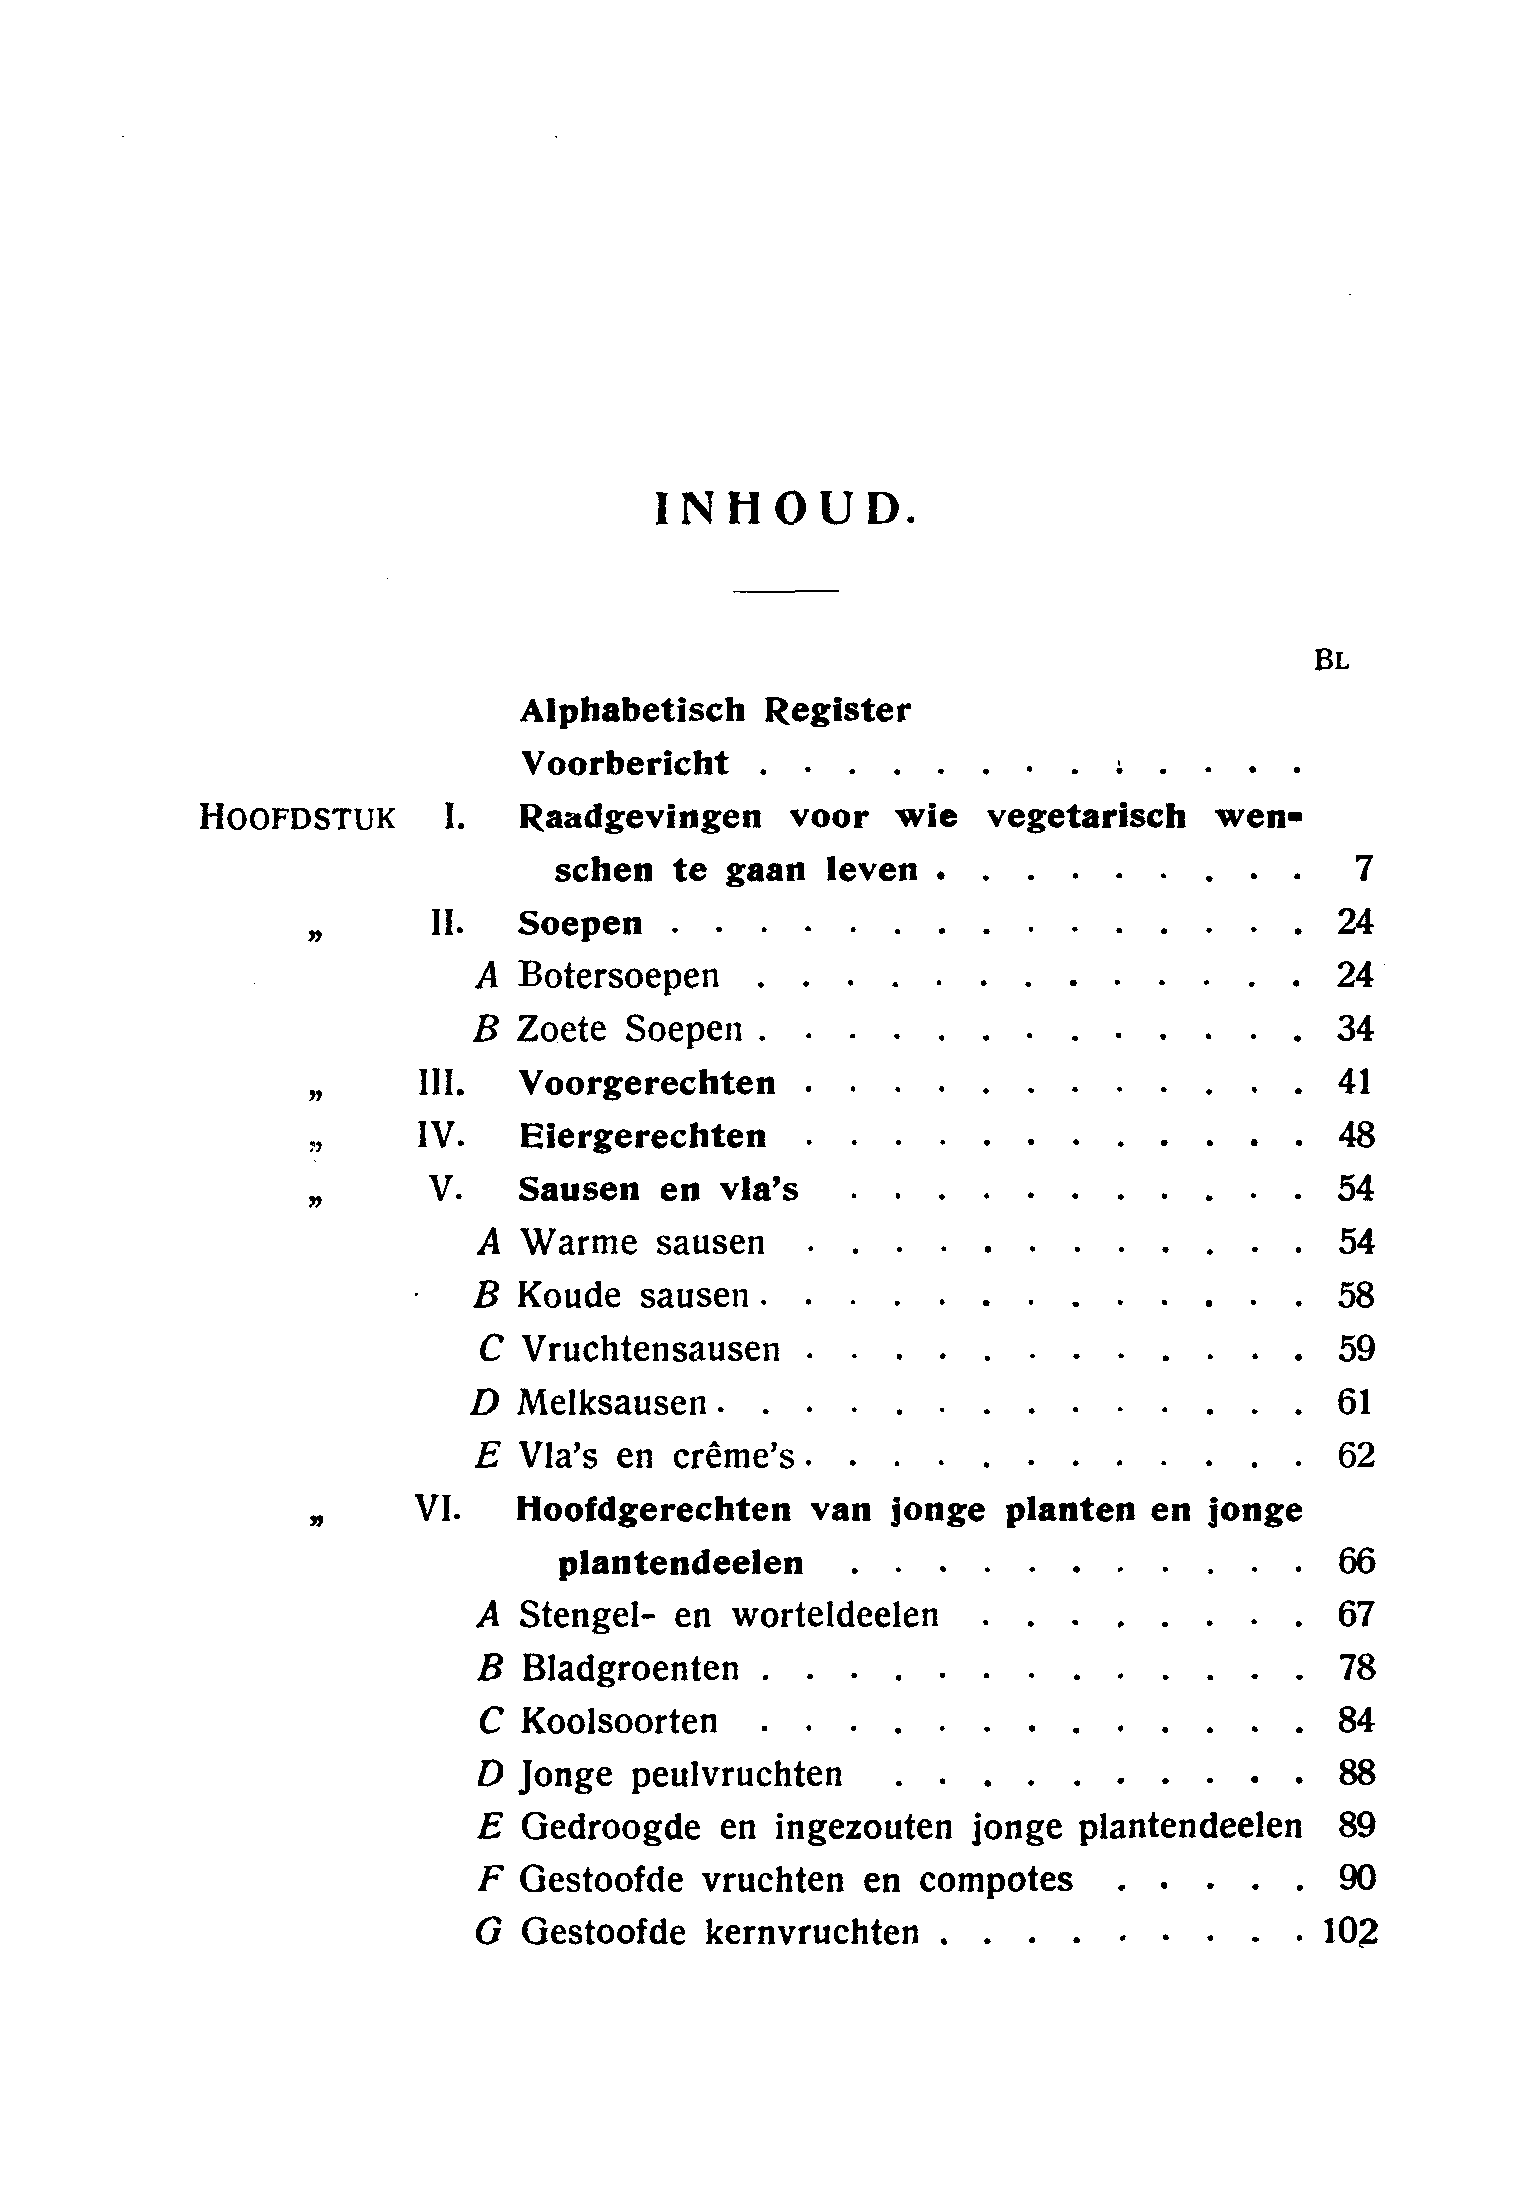 INHOUD.
BL
Alphabetisch Register
Voorbericht . . . . . . . . . . . . .
HOOFDSTUK I. Raadgevingen voor wie vegetarisch wen-
schen te gaan leven . . . . . . . . . 7
„ II. Soepen . . . . . . . . . . . . . . . 24
A Botersoepen . . . . . . . . . . . . . 24
B Zoete Soepen . . . . . . . . . . . . . 34
„ III. Voorgerechten . . . . . . . . . . . . 41
„ IV. Eiergerechten . . . . . . . . . . . . 48
„ V. Sausen en vla's . . . . . . . . . . . 54
A Warme sausen . . . . . . . . . . . . 54
B Koude sausen . . . . . . . . . . . . . 58
C Vruchtensausen . . . . . . . . . . . . 59
D Melksausen . . . . . . . . . . . . . . 61
E Vla's en crême's . . . . . . . . . . . . 62
„ VI. Hoofdgerechten van jonge planten en jonge
plantendeelen . . . . . . . . . . . 66
A Stengel- en worteldeelen . . . . . . . . 67
B Bladgroenten . . . . . . . . . . . . . 78
C Koolsoorten . . . . . . . . . . . . . 84
D Jonge peulvruchten . . . . . . . . . . 88
E Gedroogde en ingezouten jonge plantendeelen 89
F Gestoofde vruchten en compotes . . . . . 90
G Gestoofde kernvruchten . . . . . . . . . 102